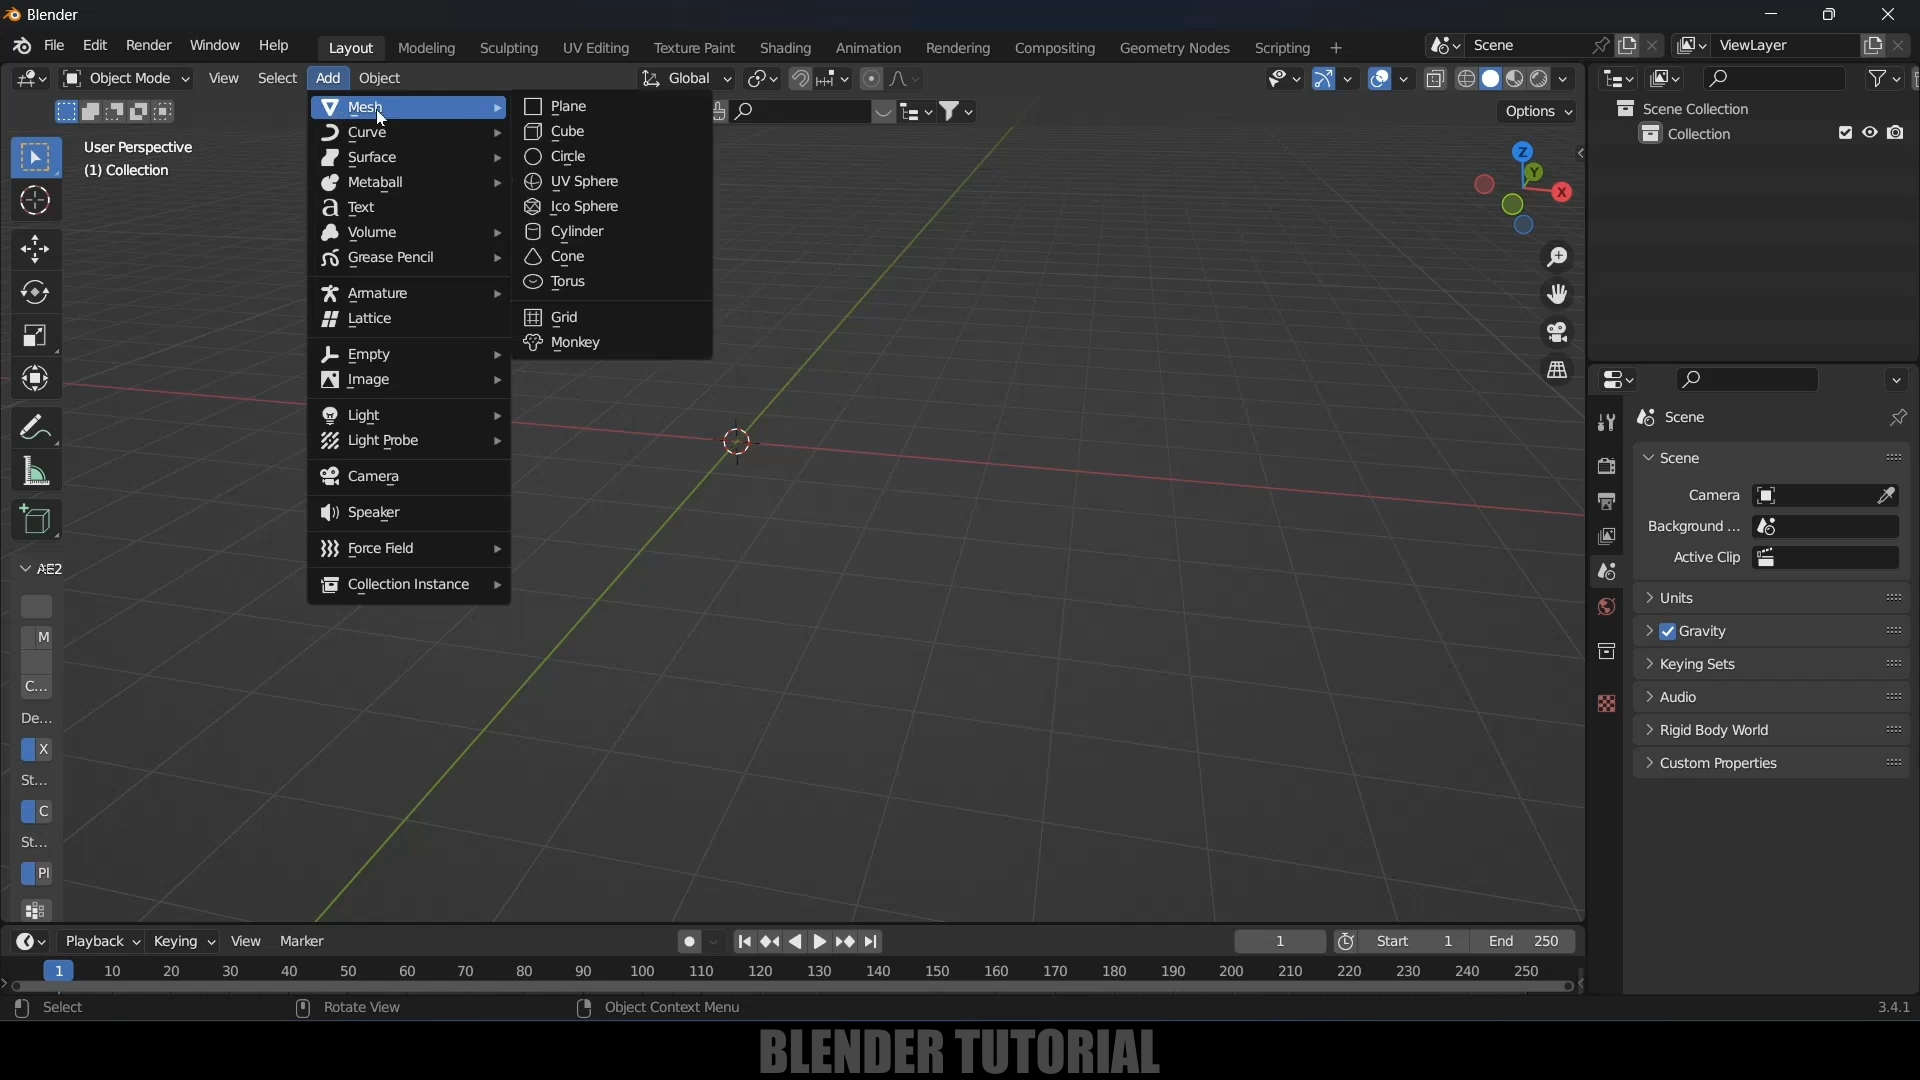 Blender
File Edit Render Window Help Layout Modeling Sculpting UV Editing Texture Paint Shading Animation Rendering Compositing Geometry Nodes Scripting + Scene ViewLayer
Object Mode View Select Add Object Global
Options
User Perspective
(1) Collection
Mesh
Curve
Surface
Metaball
Text
Volume
Grease Pencil
Armature
Lattice
Empty
Image
Light
Light Probe
Camera
Speaker
Force Field
Collection Instance
Plane
Cube
Circle
UV Sphere
Ico Sphere
Cylinder
Cone
Torus
Grid
Monkey
Z
Y
X
AE2
M
C...
De...
X
St...
C
St...
Pl
Scene Collection
Collection
Scene
Scene
Camera
Background ...
Active Clip
Units
Gravity
Keying Sets
Audio
Rigid Body World
Custom Properties
Playback Keying View Marker 1 Start 1 End 250
1 10 20 30 40 50 60 70 80 90 100 110 120 130 140 150 160 170 180 190 200 210 220 230 240 250
Select Rotate View Object Context Menu 3.4.1
BLENDER TUTORIAL